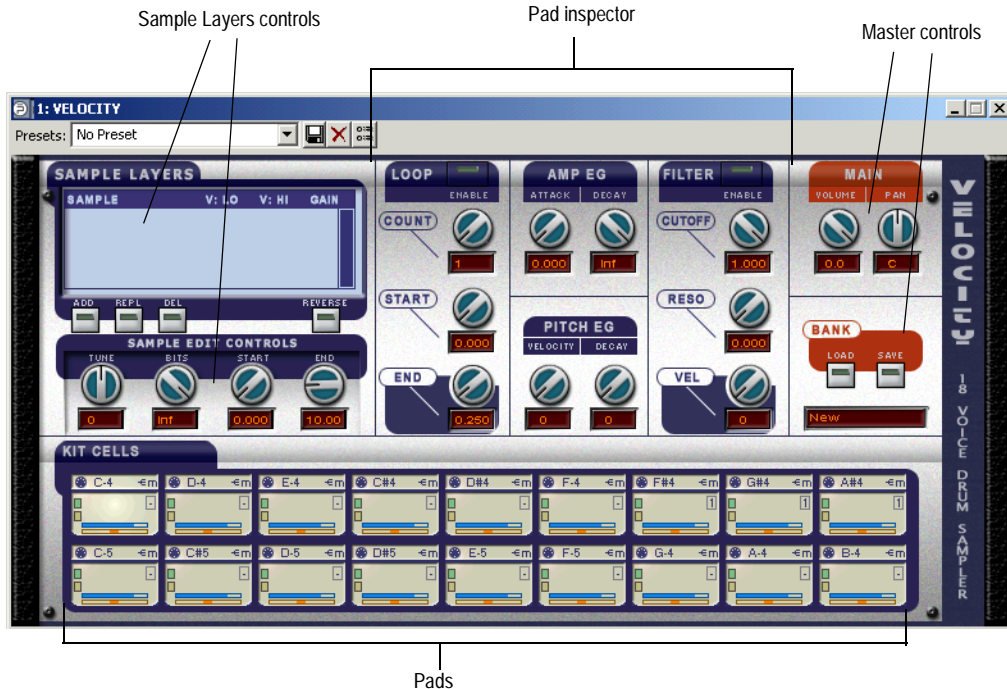 Sample Layers controls
Pad inspector
Master controls
1: VELOCITY
Presets: No Preset
SAMPLE LAYERS
SAMPLE V: LO V: HI GAIN
ADD REPL DEL REVERSE
SAMPLE EDIT CONTROLS
TUNE BITS START END
0 Inf 0.000 10.00
LOOP
ENABLE
COUNT
1
START
0.000
END
0.250
AMP EG
ATTACK DECAY
0.000 Inf
PITCH EG
VELOCITY DECAY
0 0
FILTER
ENABLE
CUTOFF
1.000
RESO
0.000
VEL
0
MAIN
VOLUME PAN
0.0 C
BANK
LOAD SAVE
New
VELOCITY
18 VOICE DRUM SAMPLER
KIT CELLS
C-4 m D-4 m E-4 m C#4 m D#4 m F-4 m F#4 m G#4 m A#4 m
- - - - - - 1 1 1
C-5 m C#5 m D-5 m D#5 m E-5 m F-5 m G-4 m A-4 m B-4 m
- - - - - - - - -
Pads